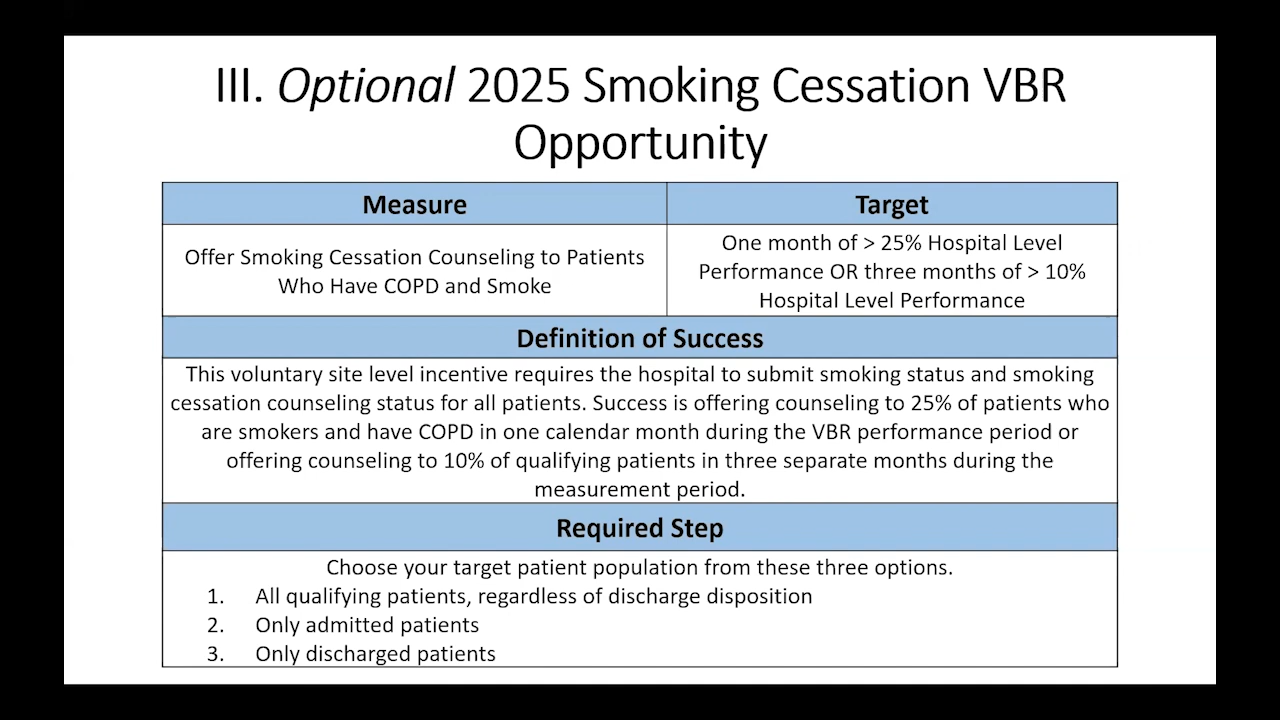 III. Optional 2025 Smoking Cessation VBR
Opportunity
Measure
Target
Offer Smoking Cessation Counseling to Patients
Who Have COPD and Smoke
One month of > 25% Hospital Level
Performance OR three months of > 10%
Hospital Level Performance
Definition of Success
This voluntary site level incentive requires the hospital to submit smoking status and smoking
cessation counseling status for all patients. Success is offering counseling to 25% of patients who
are smokers and have COPD in one calendar month during the VBR performance period or
offering counseling to 10% of qualifying patients in three separate months during the
measurement period.
Required Step
Choose your target patient population from these three options.
1. All qualifying patients, regardless of discharge disposition
2. Only admitted patients
3. Only discharged patients